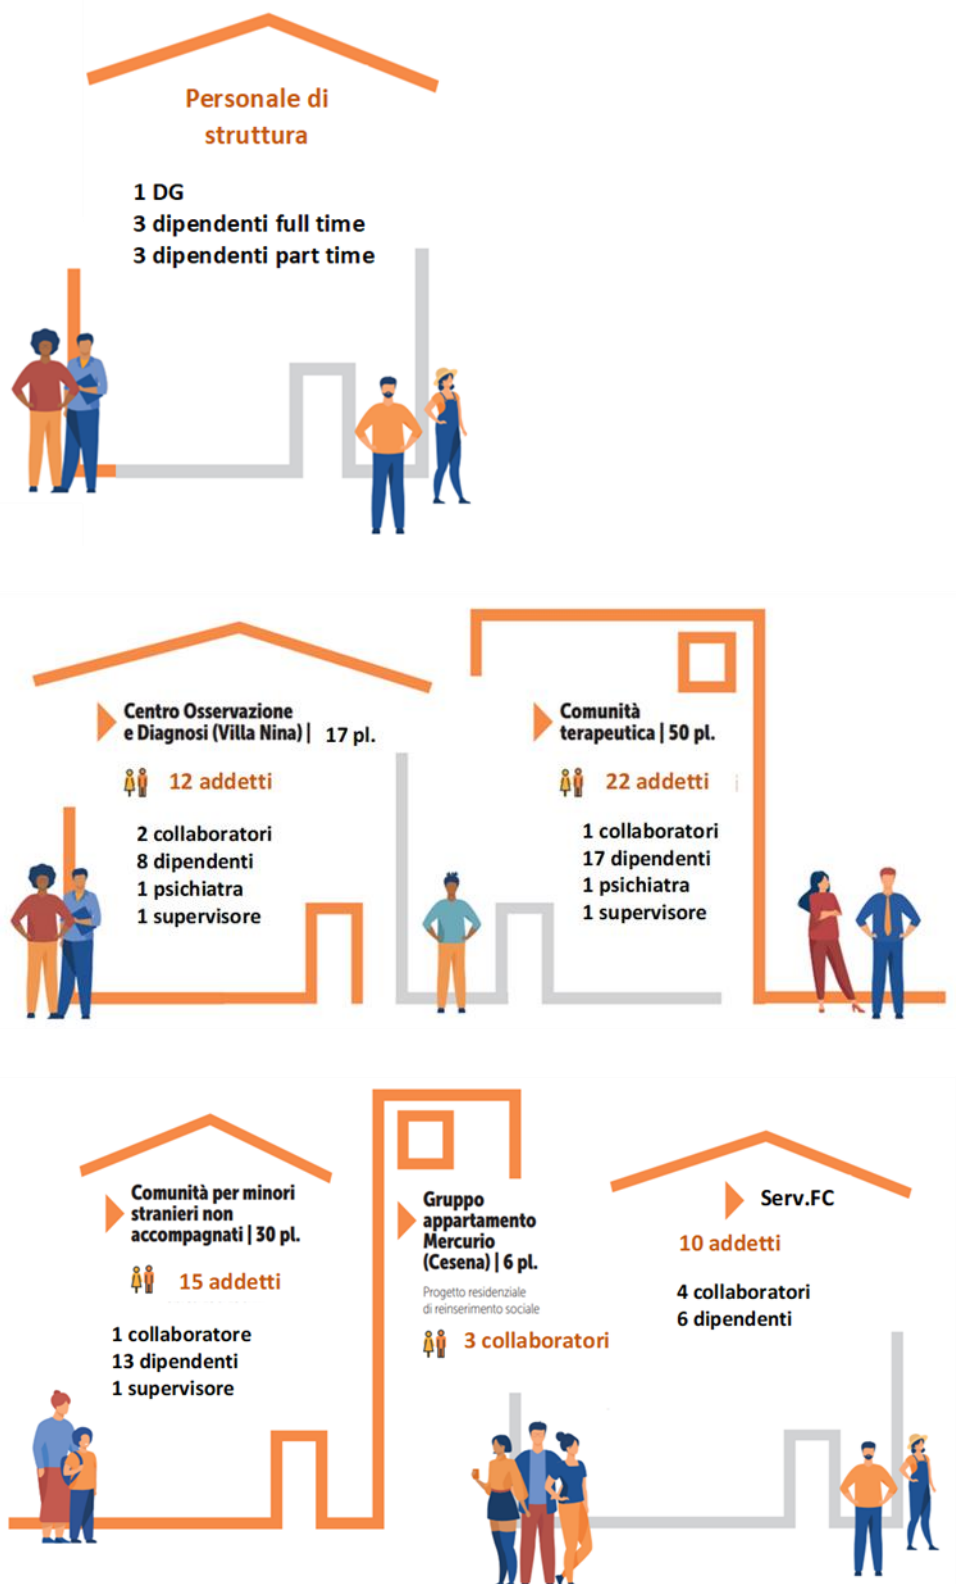 Personale di
struttura
1 DG
3 dipendenti full time
3 dipendenti part time
Centro Osservazione
e Diagnosi (Villa Nina) | 17 pl.
12 addetti
2 collaboratori
8 dipendenti
1 psichiatra
1 supervisore
Comunità
terapeutica | 50 pl.
22 addetti
1 collaboratori
17 dipendenti
1 psichiatra
1 supervisore
Comunità per minori
stranieri non
accompagnati | 30 pl.
15 addetti
1 collaboratore
13 dipendenti
1 supervisore
Gruppo
appartamento
Mercurio
(Cesena) | 6 pl.
Progetto residenziale
di reinserimento sociale
3 collaboratori
Serv.FC
10 addetti
4 collaboratori
6 dipendenti